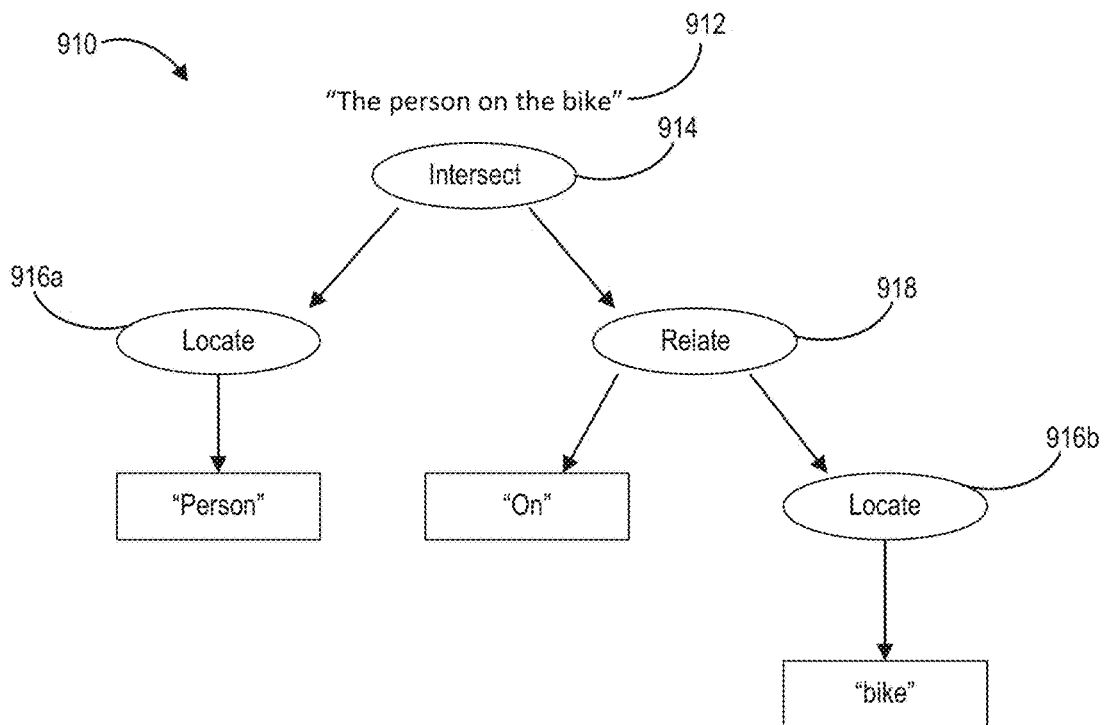 912
910
“The person on the bike”
914
Intersect
916a
918
Locate
Relate
916b
“Person”
“On”
Locate
“bike”